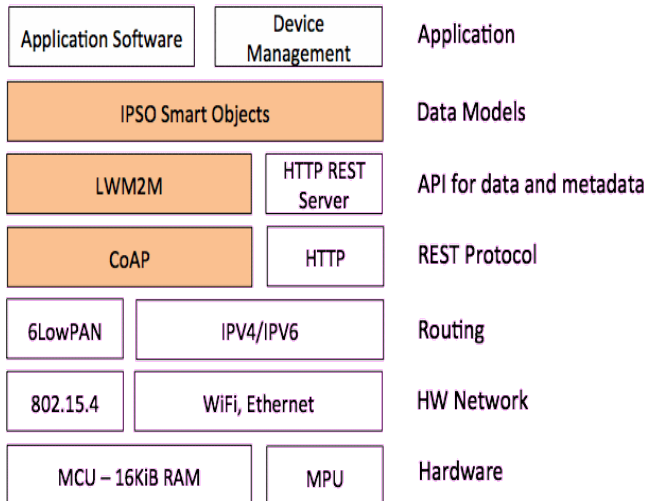 Application Software
Device
Management
Application
IPSO Smart Objects
Data Models
LWM2M
HTTP REST
Server
API for data and metadata
CoAP
HTTP
REST Protocol
6LowPAN
IPV4/IPV6
Routing
802.15.4
WiFi, Ethernet
HW Network
MCU – 16KiB RAM
MPU
Hardware